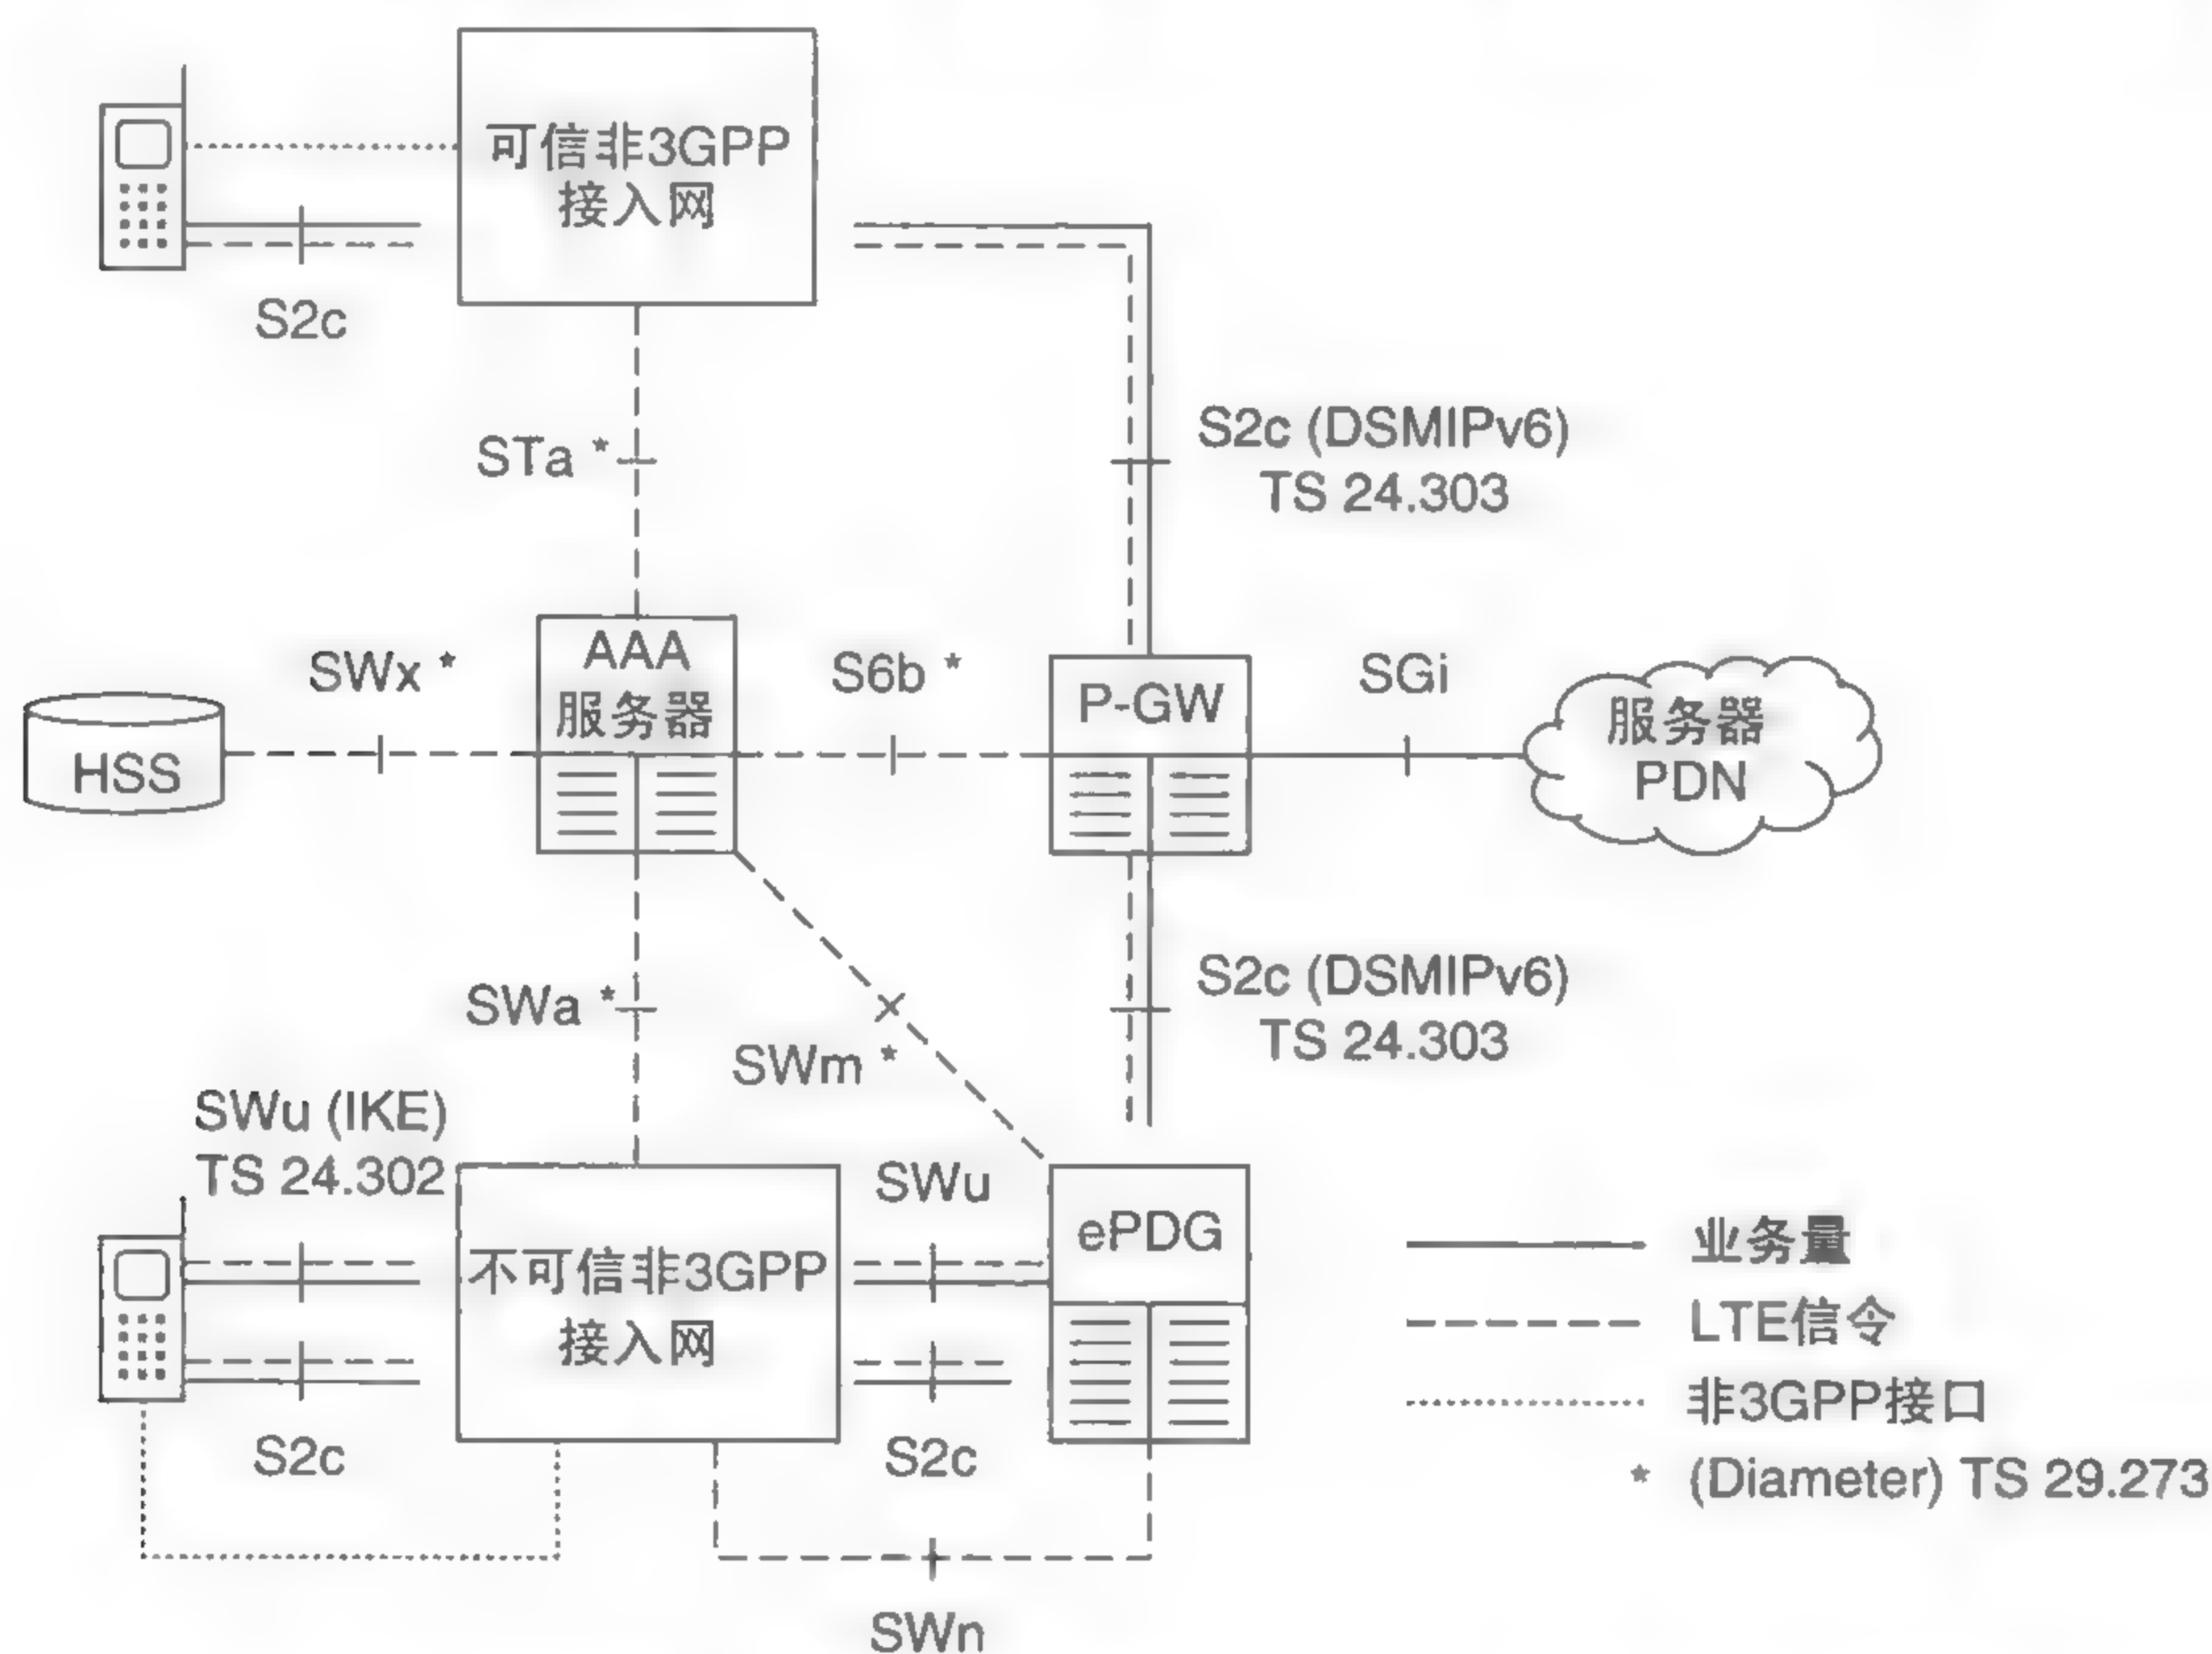 可信非3GPP
接入网
S2c
STa *
S2c (DSMIPv6)
TS 24.303
SWx *
AAA
服务器
S6b *
P-GW
SGi
服务器
PDN
HSS
SWa *
SWm *
S2c (DSMIPv6)
TS 24.303
SWu (IKE)
TS 24.302
SWu
不可信非3GPP
接入网
ePDG
S2c
S2c
SWn
业务量
LTE信令
非3GPP接口
* (Diameter) TS 29.273